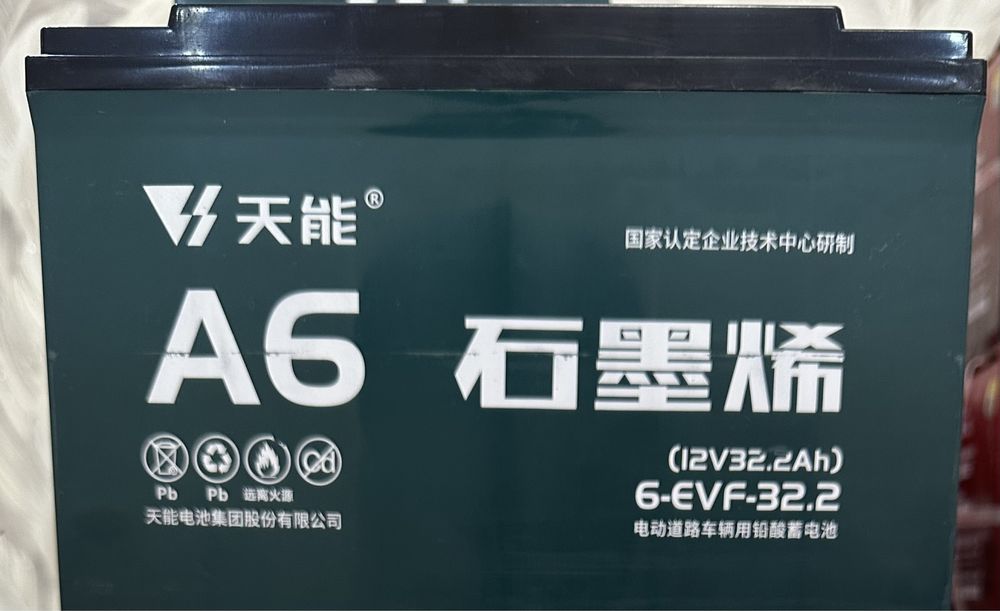 天能®
国家认定企业技术中心研制
A6
石墨烯
Cd
Pb
Pb
远离火源
(12V32.2Ah)
6-EVF-32.2
天能电池集团股份有限公司
电动道路车辆用铅酸蓄电池